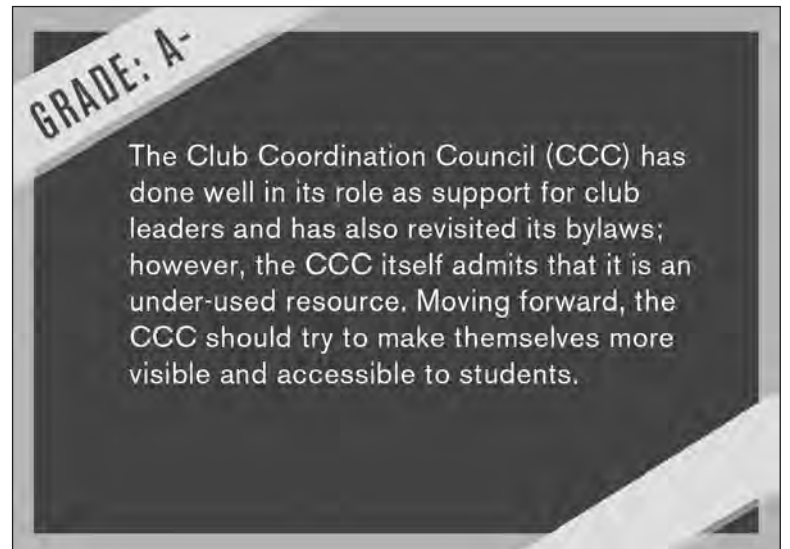 GRADE: A-
The Club Coordination Council (CCC) has
done well in its role as support for club
leaders and has also revisited its bylaws;
however, the CCC itself admits that it is an
under-used resource. Moving forward, the
CCC should try to make themselves more
visible and accessible to students.